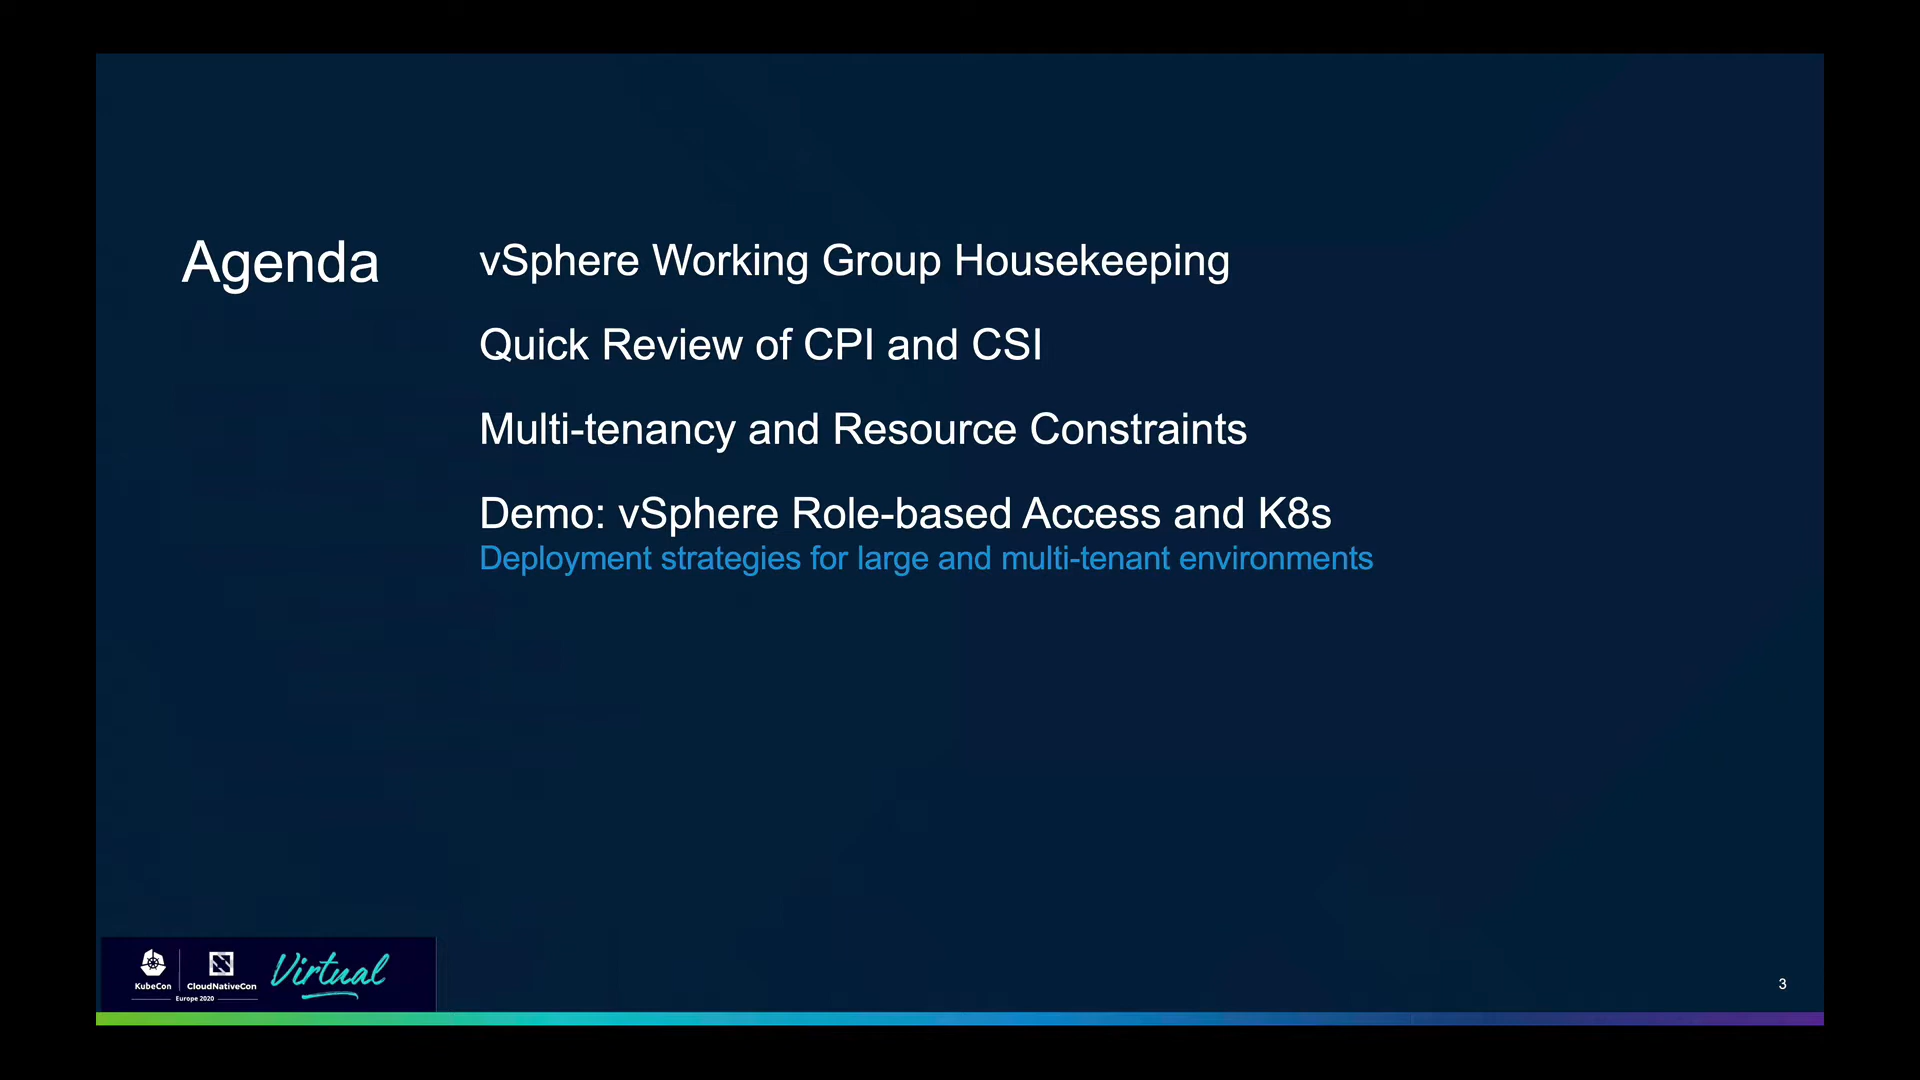 Agenda
vSphere Working Group Housekeeping
Quick Review of CPI and CSI
Multi-tenancy and Resource Constraints
Demo: vSphere Role-based Access and K8s
Deployment strategies for large and multi-tenant environments
KubeCon
CloudNativeCon
Europe 2020
Virtual
3